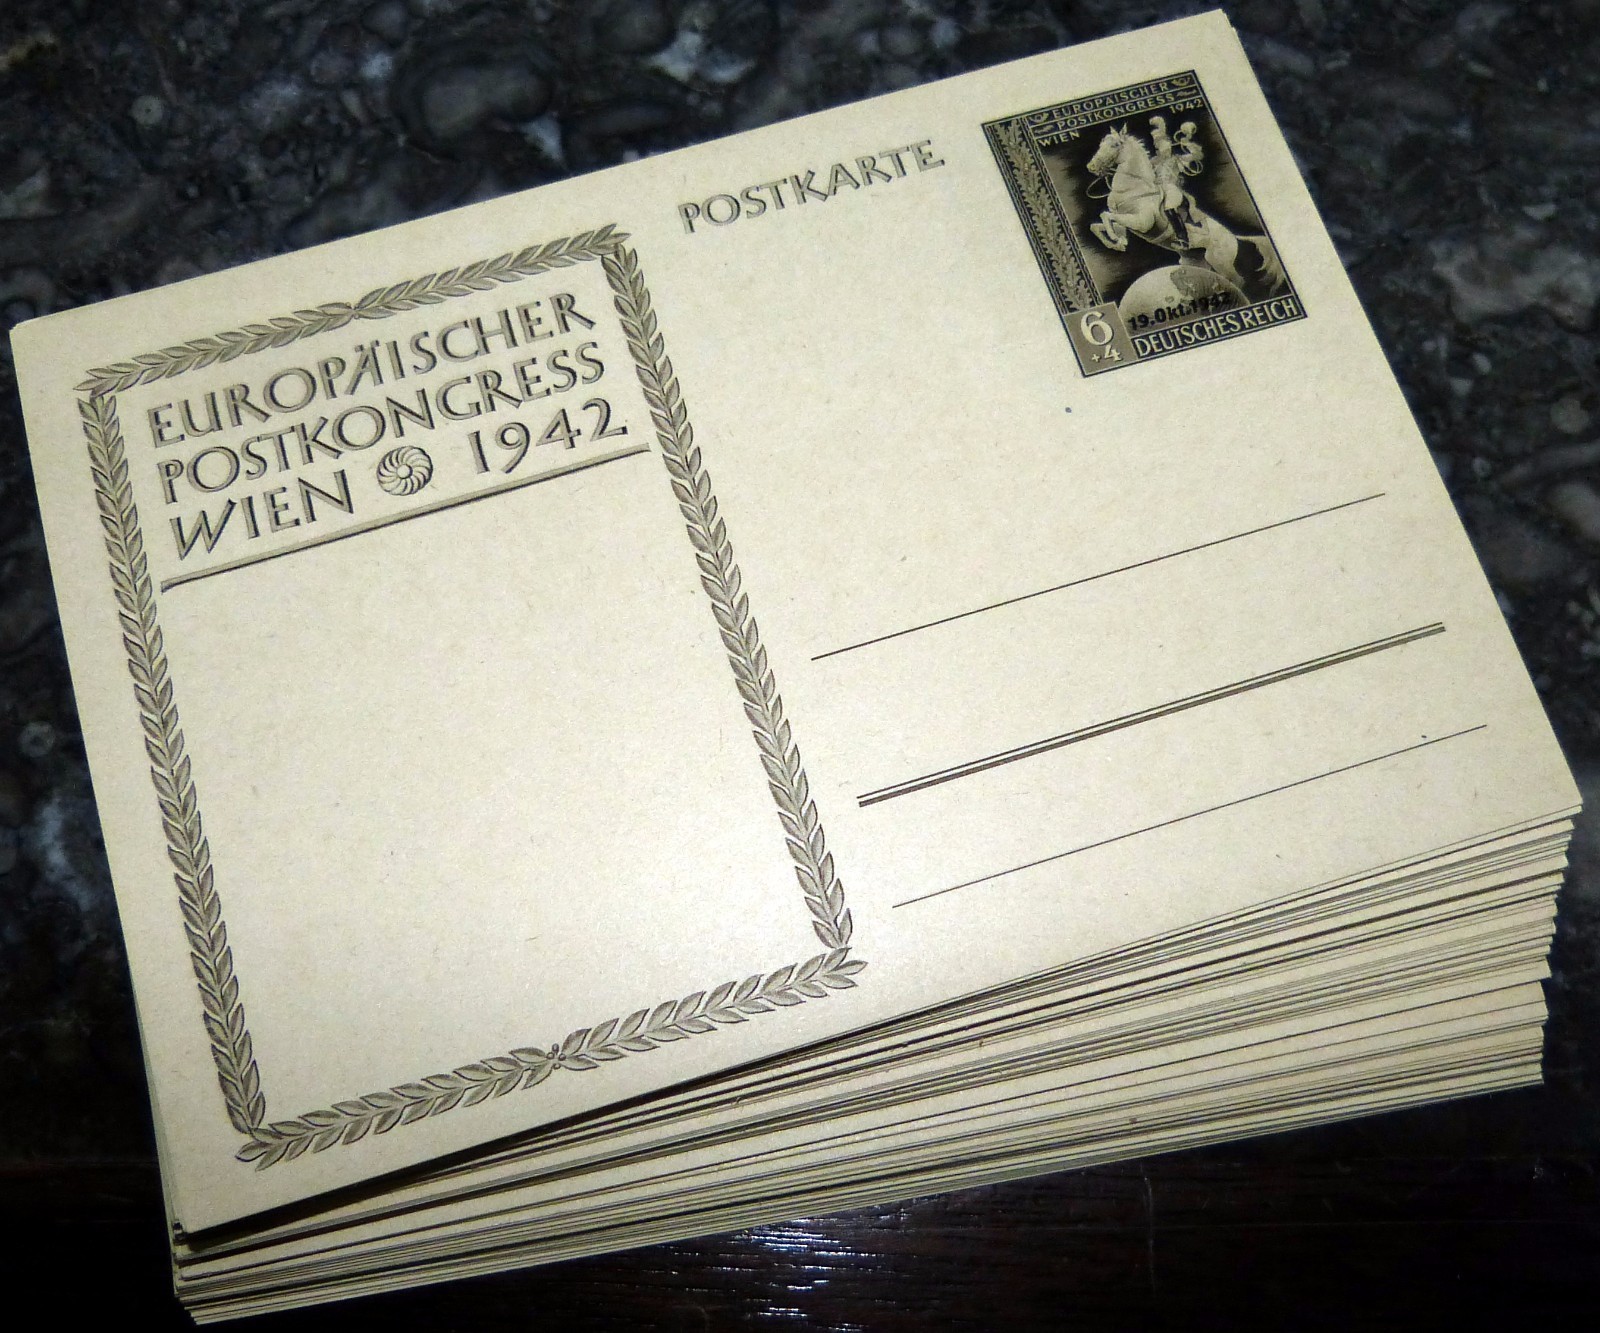 EUROPÄISCHER
POSTKONGRESS
WIEN 1942
POSTKARTE
EUROPÄISCHER
POSTKONGRESS
WIEN 1942
19.Okt.1942
6
+4
DEUTSCHES REICH